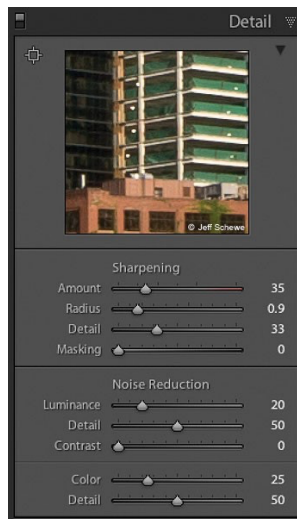 Detail
© Jeff Schewe
Sharpening
Amount 35
Radius 0.9
Detail 33
Masking 0
Noise Reduction
Luminance 20
Detail 50
Contrast 0
Color 25
Detail 50